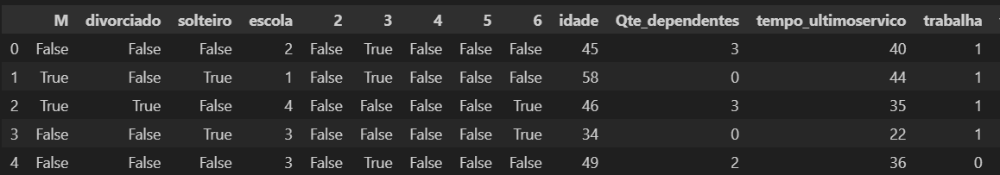 M divorciado solteiro escola 2 3 4 5 6 idade Qte_dependentes tempo_ultimoservico trabalha
0 False False False 2 False True False False False 45 3 40 1
1 True False True 1 False True False False False 58 0 44 1
2 True True False 4 False False False False True 46 3 35 1
3 False False True 3 False False False False True 34 0 22 1
4 False False False 3 False True False False False 49 2 36 0